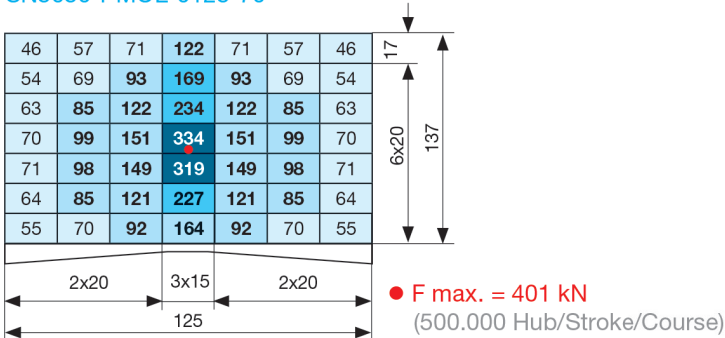 46 57 71 122 71 57 46
54 69 93 169 93 69 54
63 85 122 234 122 85 63
70 99 151 334 151 99 70
71 98 149 319 149 98 71
64 85 121 227 121 85 64
55 70 92 164 92 70 55
17
6x20
137
2x20 3x15 2x20
125
F max. = 401 kN
(500.000 Hub/Stroke/Course)